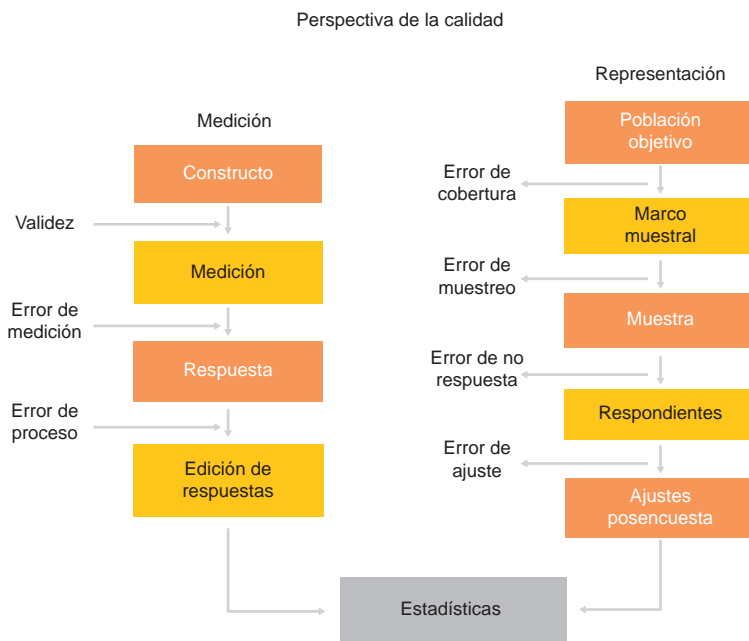 Perspectiva de la calidad
Medición
Constructo
Validez
Medición
Error de
medición
Respuesta
Error de
proceso
Edición de
respuestas
Representación
Población
objetivo
Error de
cobertura
Marco
muestral
Error de
muestreo
Muestra
Error de no
respuesta
Respondientes
Error de
ajuste
Ajustes
posencuesta
Estadísticas